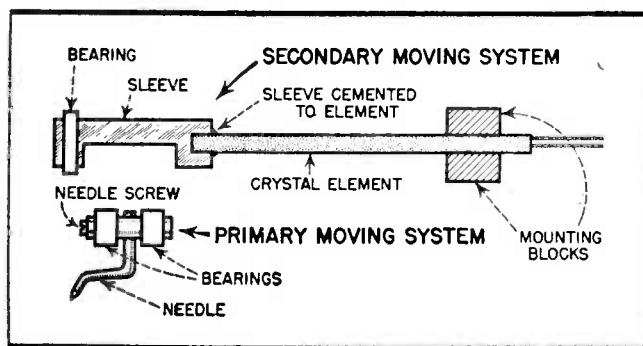 BEARING
SLEEVE
SECONDARY MOVING SYSTEM
SLEEVE CEMENTED
TO ELEMENT
CRYSTAL ELEMENT
NEEDLE SCREW
PRIMARY MOVING SYSTEM
MOUNTING
BLOCKS
BEARINGS
NEEDLE